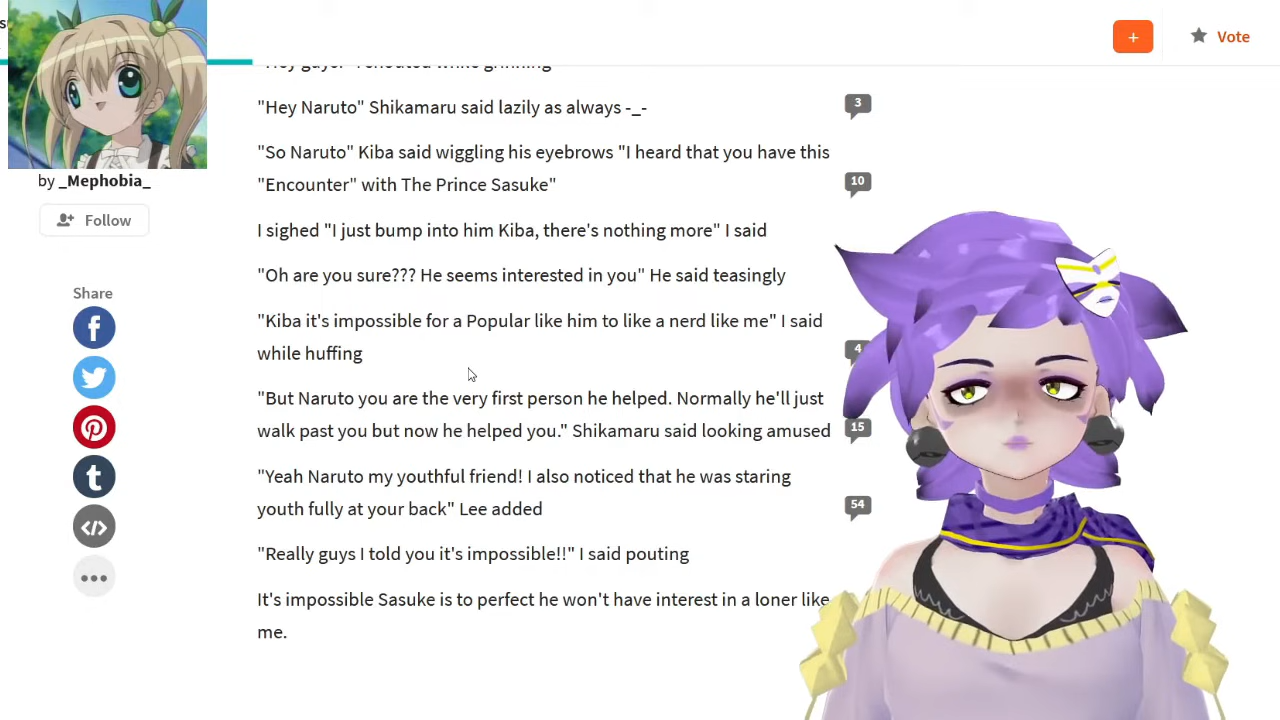 +
Vote
"Hey guys!" I shouted while grinning
3
"Hey Naruto" Shikamaru said lazily as always -_-
"So Naruto" Kiba said wiggling his eyebrows "I heard that you have this
10
"Encounter" with The Prince Sasuke"
by _Mephobia_
Follow
I sighed "I just bump into him Kiba, there's nothing more" I said
"Oh are you sure??? He seems interested in you" He said teasingly
Share
"Kiba it's impossible for a Popular like him to like a nerd like me" I said
4
while huffing
"But Naruto you are the very first person he helped. Normally he'll just
15
walk past you but now he helped you." Shikamaru said looking amused
"Yeah Naruto my youthful friend! I also noticed that he was staring
54
youth fully at your back" Lee added
"Really guys I told you it's impossible!!" I said pouting
It's impossible Sasuke is to perfect he won't have interest in a loner like
me.